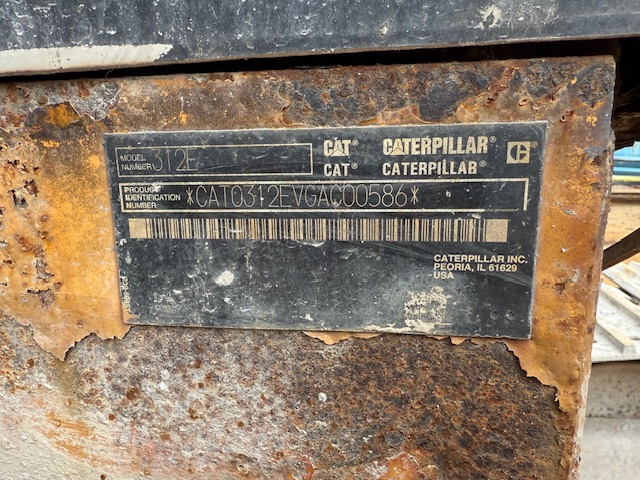 MODEL NUMBER 312E
CAT® CATERPILLAR®
CAT® CATERPILLAR®
PRODUCT IDENTIFICATION NUMBER *CAT0312EVGAC00586*
CATERPILLAR INC.
PEORIA, IL 61629
USA